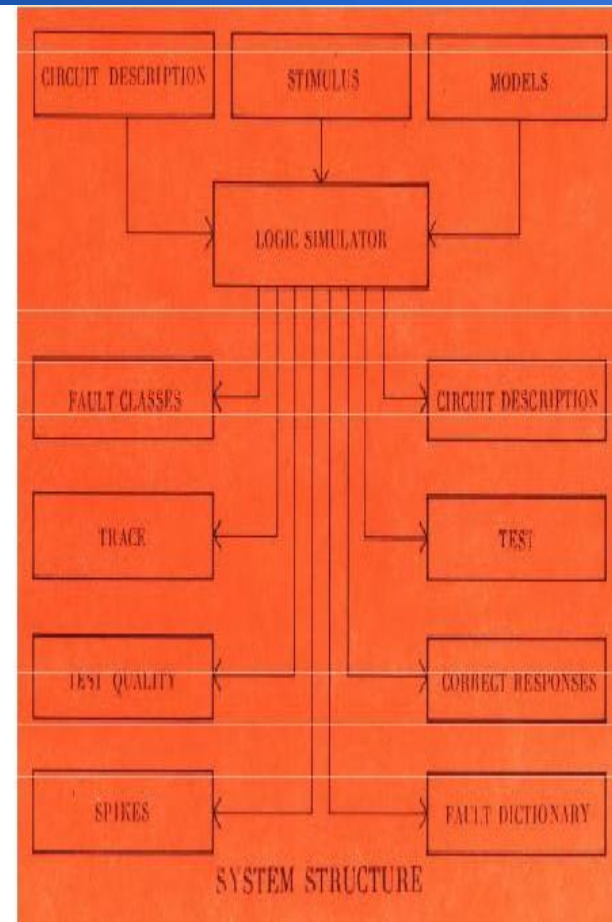 CIRCUIT DESCRIPTION
STIMULUS
MODELS
LOGIC SIMULATOR
FAULT CLASSES
CIRCUIT DESCRIPTION
TRACE
TEST
TEST QUALITY
CORRECT RESPONSES
SPIKES
FAULT DICTIONARY
SYSTEM STRUCTURE